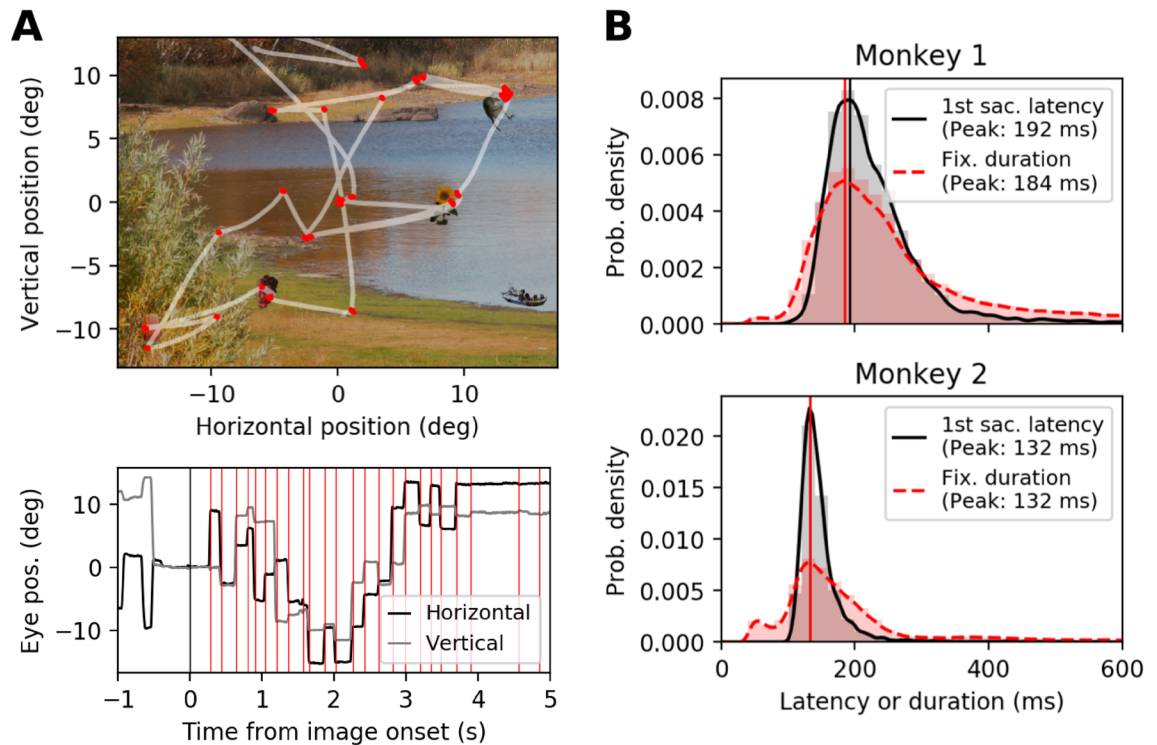 A
Vertical position (deg)
10
5
0
−5
−10
−10 0 10
Horizontal position (deg)
Eye pos. (deg)
10
0
−10
Horizontal
Vertical
−1 0 1 2 3 4 5
Time from image onset (s)
B
Monkey 1
Prob. density
0.008
0.006
0.004
0.002
0.000
1st sac. latency
(Peak: 192 ms)
Fix. duration
(Peak: 184 ms)
Monkey 2
Prob. density
0.020
0.015
0.010
0.005
0.000
1st sac. latency
(Peak: 132 ms)
Fix. duration
(Peak: 132 ms)
0 200 400 600
Latency or duration (ms)